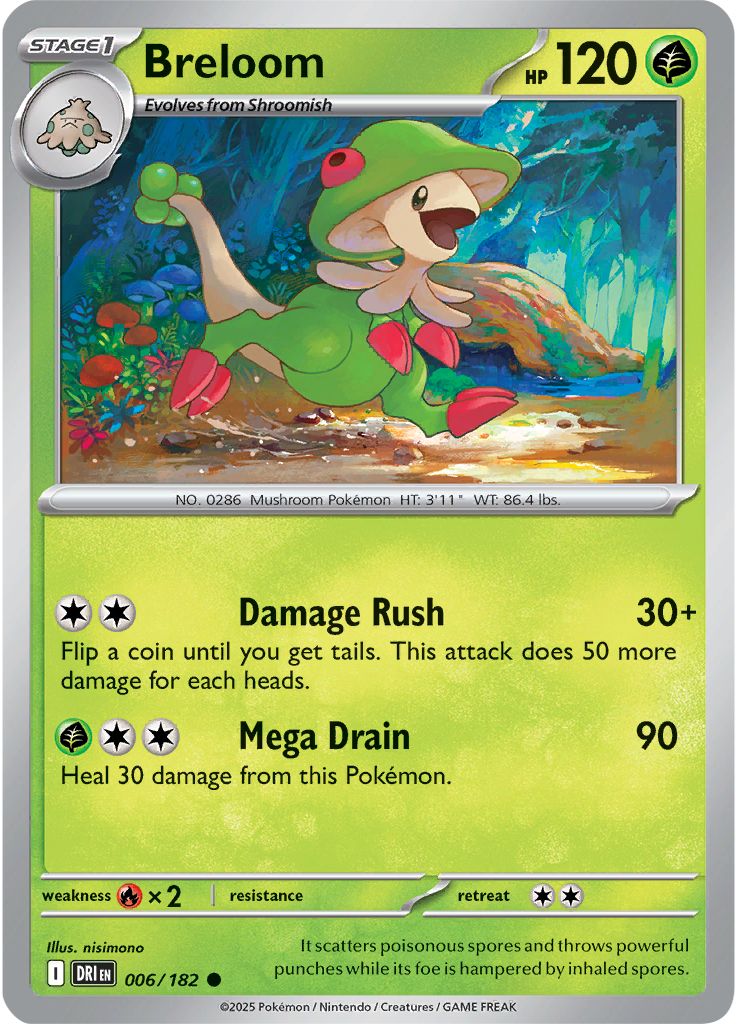 STAGE1
Breloom
HP 120
Evolves from Shroomish
NO. 0286 Mushroom Pokémon HT: 3'11" WT: 86.4 lbs.
Damage Rush 30+
Flip a coin until you get tails. This attack does 50 more
damage for each heads.
Mega Drain 90
Heal 30 damage from this Pokémon.
weakness ×2 resistance retreat
Illus. nisimono
It scatters poisonous spores and throws powerful
punches while its foe is hampered by inhaled spores.
I DRI EN 006/182
©2025 Pokémon / Nintendo / Creatures / GAME FREAK